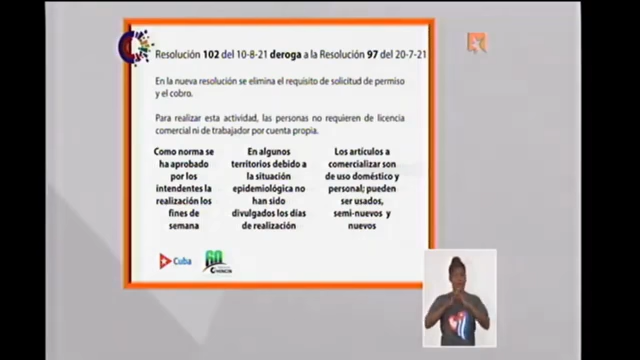 Resolución 102 del 10-8-21 deroga a la Resolución 97 del 20-7-21
En la nueva resolución se elimina el requisito de solicitud de permiso
y el cobro.
Para realizar esta actividad, las personas no requieren de licencia
comercial ni de trabajador por cuenta propia.
Como norma se
ha aprobado
por los
intendentes la
realización los
fines de
semana
En algunos
territorios debido a
la situación
epidemiológica no
han sido
divulgados los días
de realización
Los artículos a
comercializar son
de uso doméstico y
personal; pueden
ser usados,
semi-nuevos y
nuevos
Cuba
60